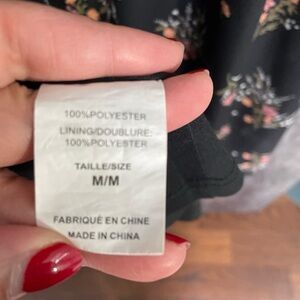 100%POLYESTER
LINING/DOUBLURE:
100%POLYESTER
TAILLE/SIZE
M/M
FABRIQUÉ EN CHINE
MADE IN CHINA